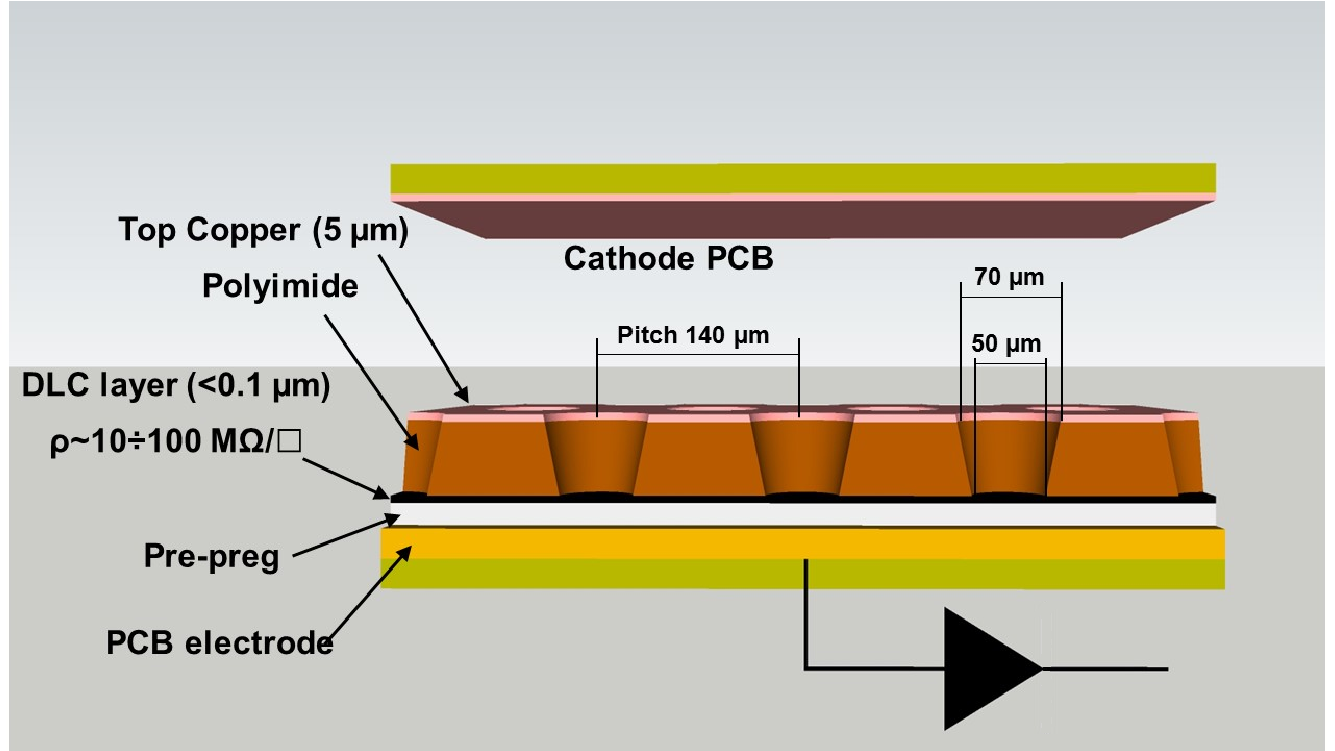 Top Copper (5 µm)
Cathode PCB
Polyimide
70 µm
Pitch 140 µm
50 µm
DLC layer (<0.1 µm)
ρ~10÷100 MΩ/□
Pre-preg
PCB electrode